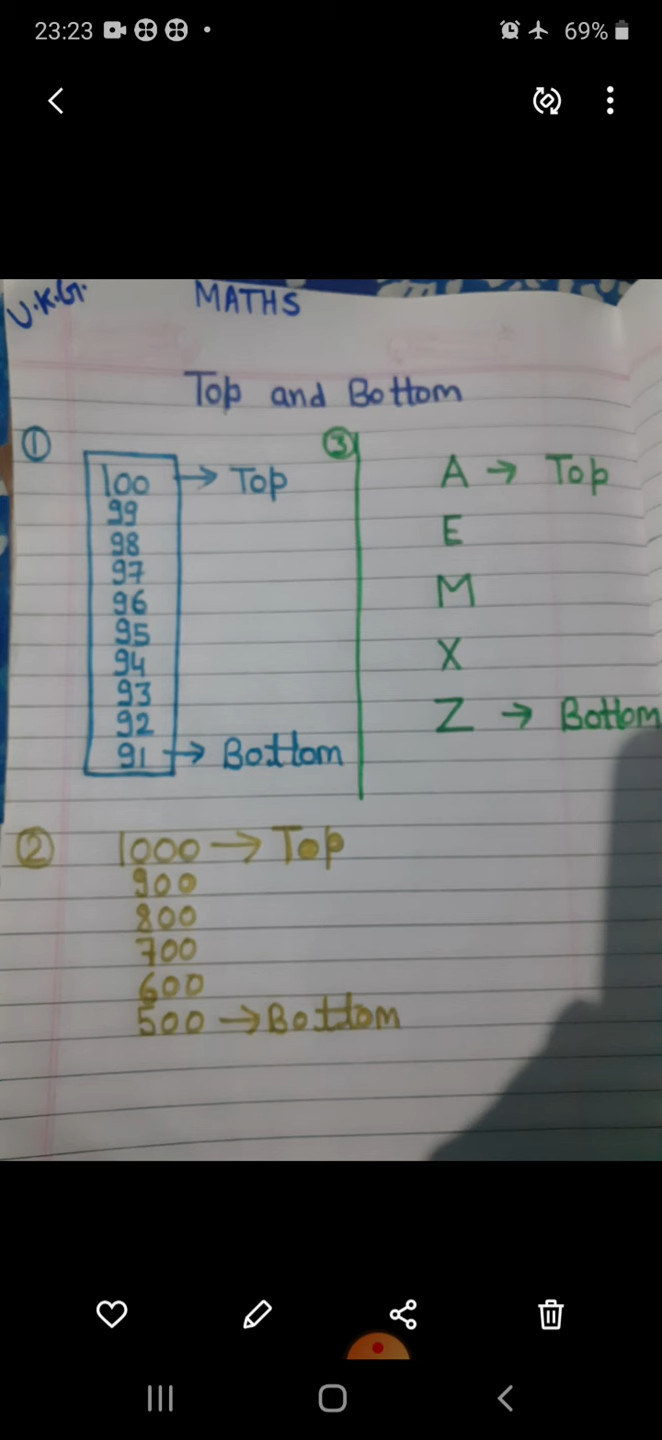 23:23
69%
U.K.G.
MATHS
Top and Bottom
①
100 → Top
99
98
97
96
95
94
93
92
91 → Bottom
③
A → Top
E
M
X
Z → Bottom
② 1000 → Top
900
800
700
600
500 → Bottom